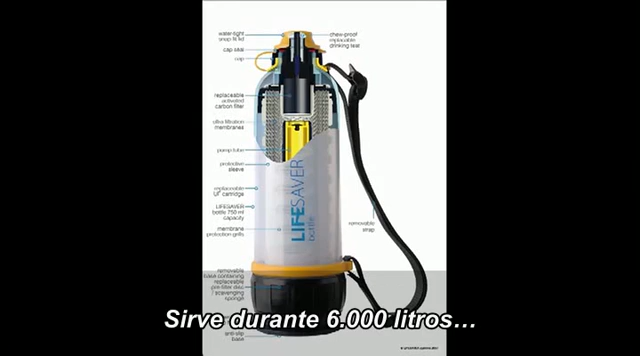 water-tight
snap fit lid
cap seal
cap
chew-proof
replaceable
drinking teat
replaceable
activated
carbon filter
ultra filtration
membranes
pump tube
protective
sleeve
replaceable
UF cartridge
LIFESAVER
bottle 750 ml
capacity
membrane
protection grills
LIFESAVER
bottle
removable
strap
removable
base containing
replaceable
pre-filter disc
/ scavenging
sponge
Sirve durante 6.000 litros…
anti-slip
base